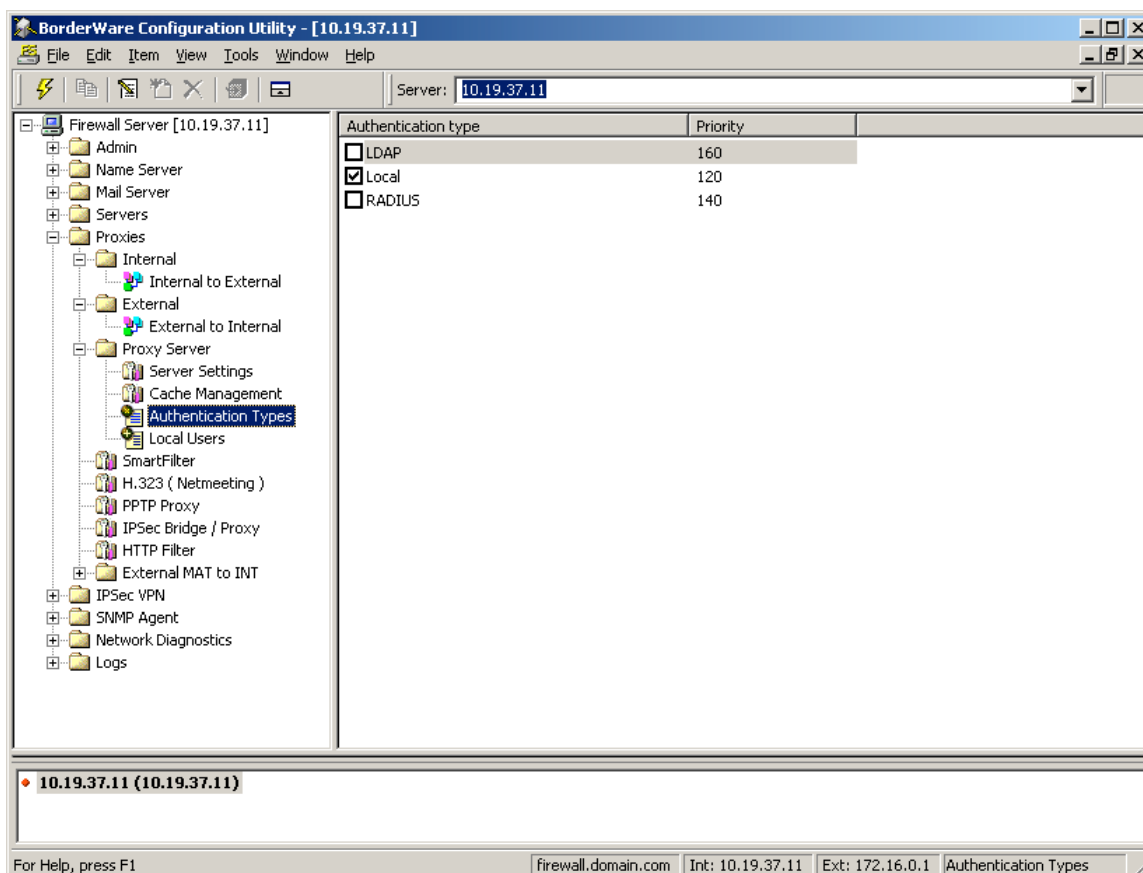 BorderWare Configuration Utility - [10.19.37.11]
File Edit Item View Tools Window Help
Server: 10.19.37.11
Firewall Server [10.19.37.11]
Admin
Name Server
Mail Server
Servers
Proxies
Internal
Internal to External
External
External to Internal
Proxy Server
Server Settings
Cache Management
Authentication Types
Local Users
SmartFilter
H.323 ( Netmeeting )
PPTP Proxy
IPSec Bridge / Proxy
HTTP Filter
External MAT to INT
IPSec VPN
SNMP Agent
Network Diagnostics
Logs
Authentication type Priority
LDAP 160
Local 120
RADIUS 140
10.19.37.11 (10.19.37.11)
For Help, press F1 firewall.domain.com Int: 10.19.37.11 Ext: 172.16.0.1 Authentication Types